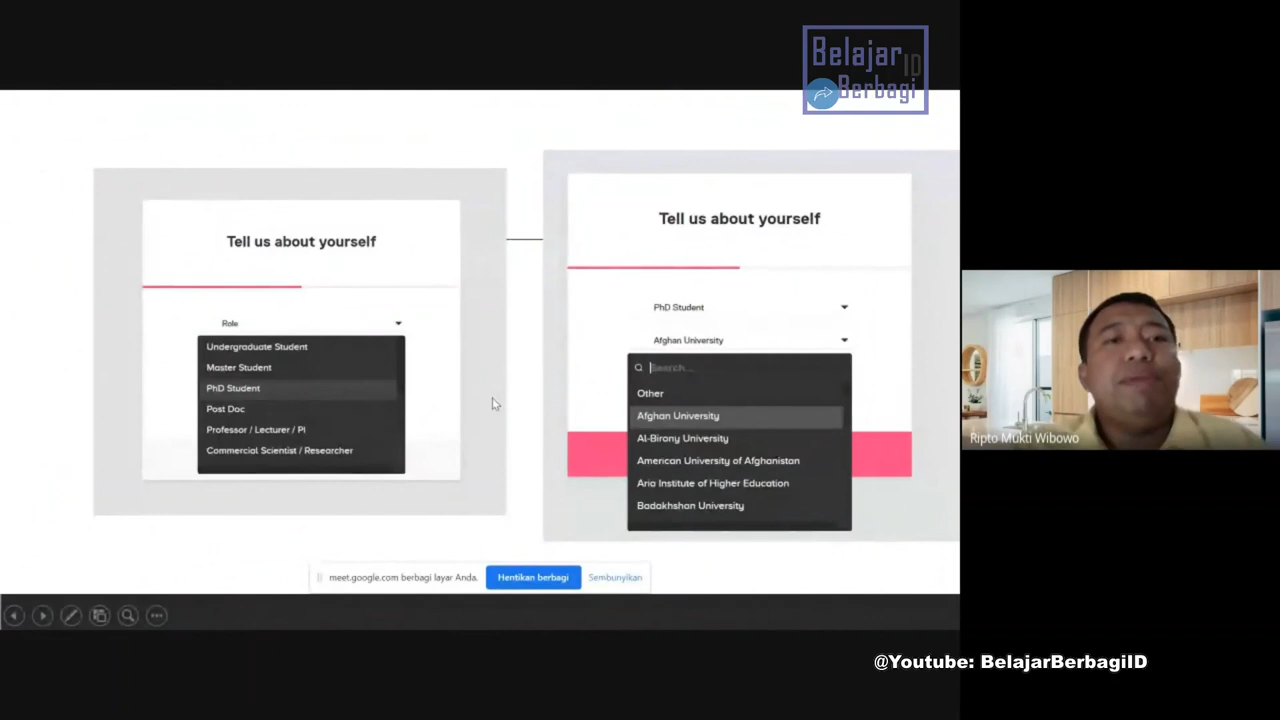 Belajar ID
Berbagi
Tell us about yourself
Role
Undergraduate Student
Master Student
PhD Student
Post Doc
Professor / Lecturer / PI
Commercial Scientist / Researcher
Tell us about yourself
PhD Student
Afghan University
Search...
Other
Afghan University
Al-Birony University
American University of Afghanistan
Aria Institute of Higher Education
Badakhshan University
meet.google.com berbagi layar Anda.
Hentikan berbagi
Sembunyikan
Ripto Mukti Wibowo
@Youtube: BelajarBerbagiID